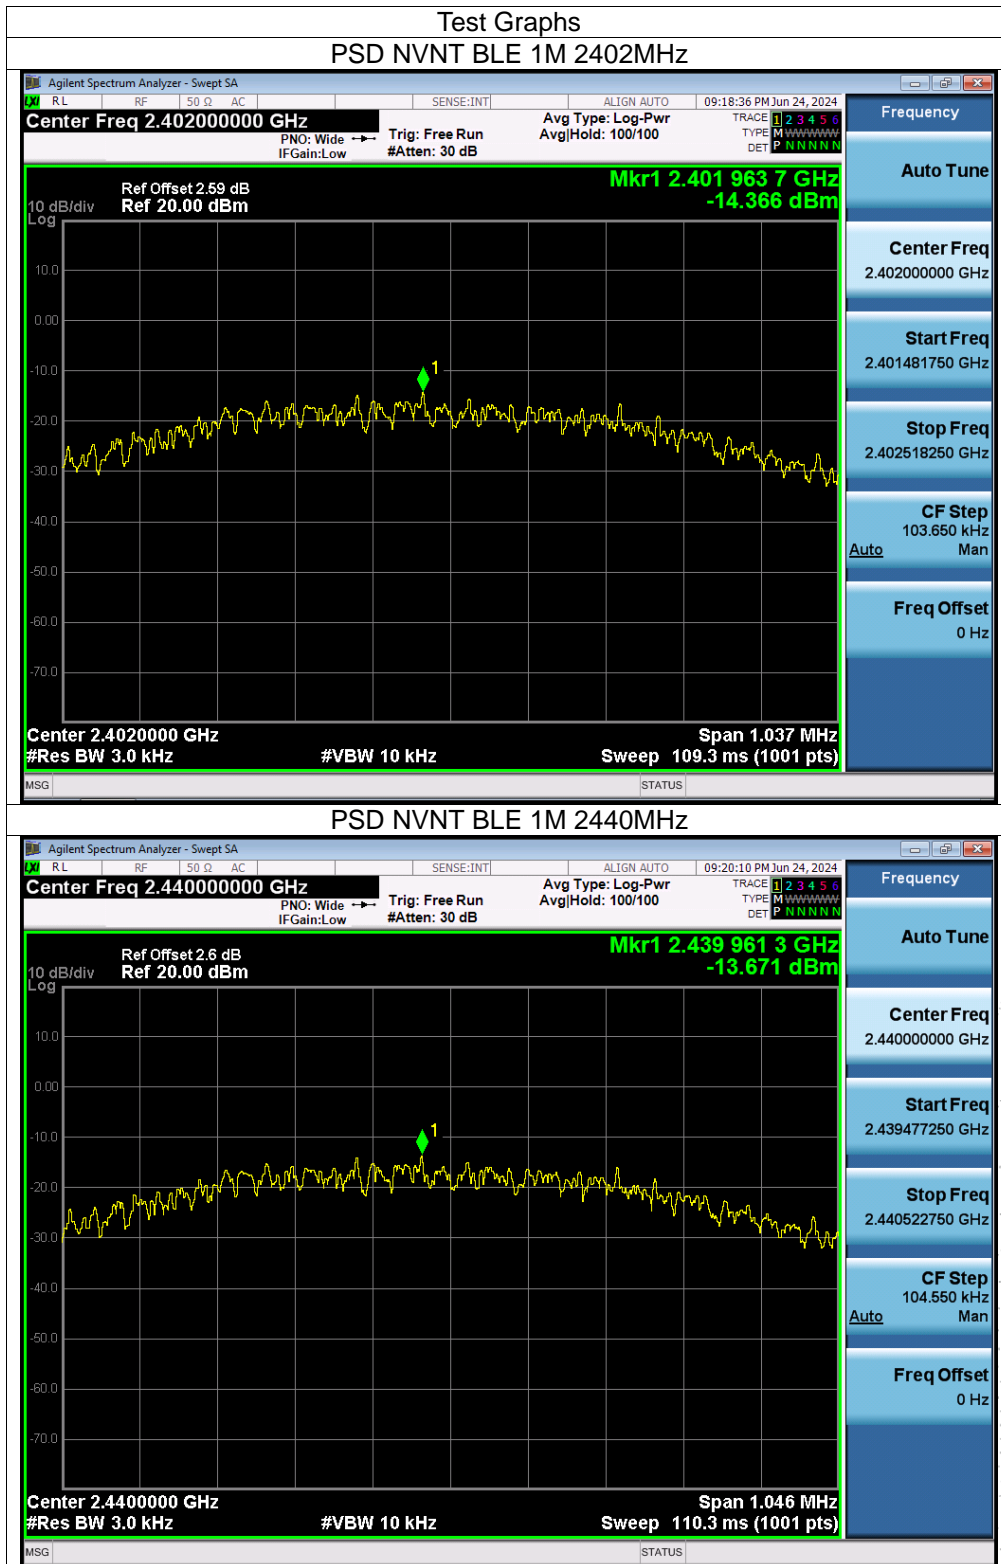 Test Graphs
PSD NVNT BLE 1M 2402MHz
Agilent Spectrum Analyzer - Swept SA
LXI RL RF 50 Ω AC SENSE:INT ALIGN AUTO 09:18:36 PM Jun 24, 2024
Center Freq 2.402000000 GHz
PNO: Wide
IFGain:Low
Trig: Free Run
#Atten: 30 dB
Avg Type: Log-Pwr
Avg|Hold: 100/100
TRACE 1 2 3 4 5 6
TYPE M WWWWW
DET P N N N N N
Mkr1 2.401 963 7 GHz
-14.366 dBm
Ref Offset 2.59 dB
10 dB/div Ref 20.00 dBm
Log
10.0
0.00
-10.0
-20.0
-30.0
-40.0
-50.0
-60.0
-70.0
1
Center 2.4020000 GHz Span 1.037 MHz
#Res BW 3.0 kHz #VBW 10 kHz Sweep 109.3 ms (1001 pts)
MSG STATUS
Frequency
Auto Tune
Center Freq
2.402000000 GHz
Start Freq
2.401481750 GHz
Stop Freq
2.402518250 GHz
CF Step
103.650 kHz
Auto Man
Freq Offset
0 Hz
PSD NVNT BLE 1M 2440MHz
Agilent Spectrum Analyzer - Swept SA
LXI RL RF 50 Ω AC SENSE:INT ALIGN AUTO 09:20:10 PM Jun 24, 2024
Center Freq 2.440000000 GHz
PNO: Wide
IFGain:Low
Trig: Free Run
#Atten: 30 dB
Avg Type: Log-Pwr
Avg|Hold: 100/100
TRACE 1 2 3 4 5 6
TYPE M WWWWW
DET P N N N N N
Mkr1 2.439 961 3 GHz
-13.671 dBm
Ref Offset 2.6 dB
10 dB/div Ref 20.00 dBm
Log
10.0
0.00
-10.0
-20.0
-30.0
-40.0
-50.0
-60.0
-70.0
1
Center 2.4400000 GHz Span 1.046 MHz
#Res BW 3.0 kHz #VBW 10 kHz Sweep 110.3 ms (1001 pts)
MSG STATUS
Frequency
Auto Tune
Center Freq
2.440000000 GHz
Start Freq
2.439477250 GHz
Stop Freq
2.440522750 GHz
CF Step
104.550 kHz
Auto Man
Freq Offset
0 Hz